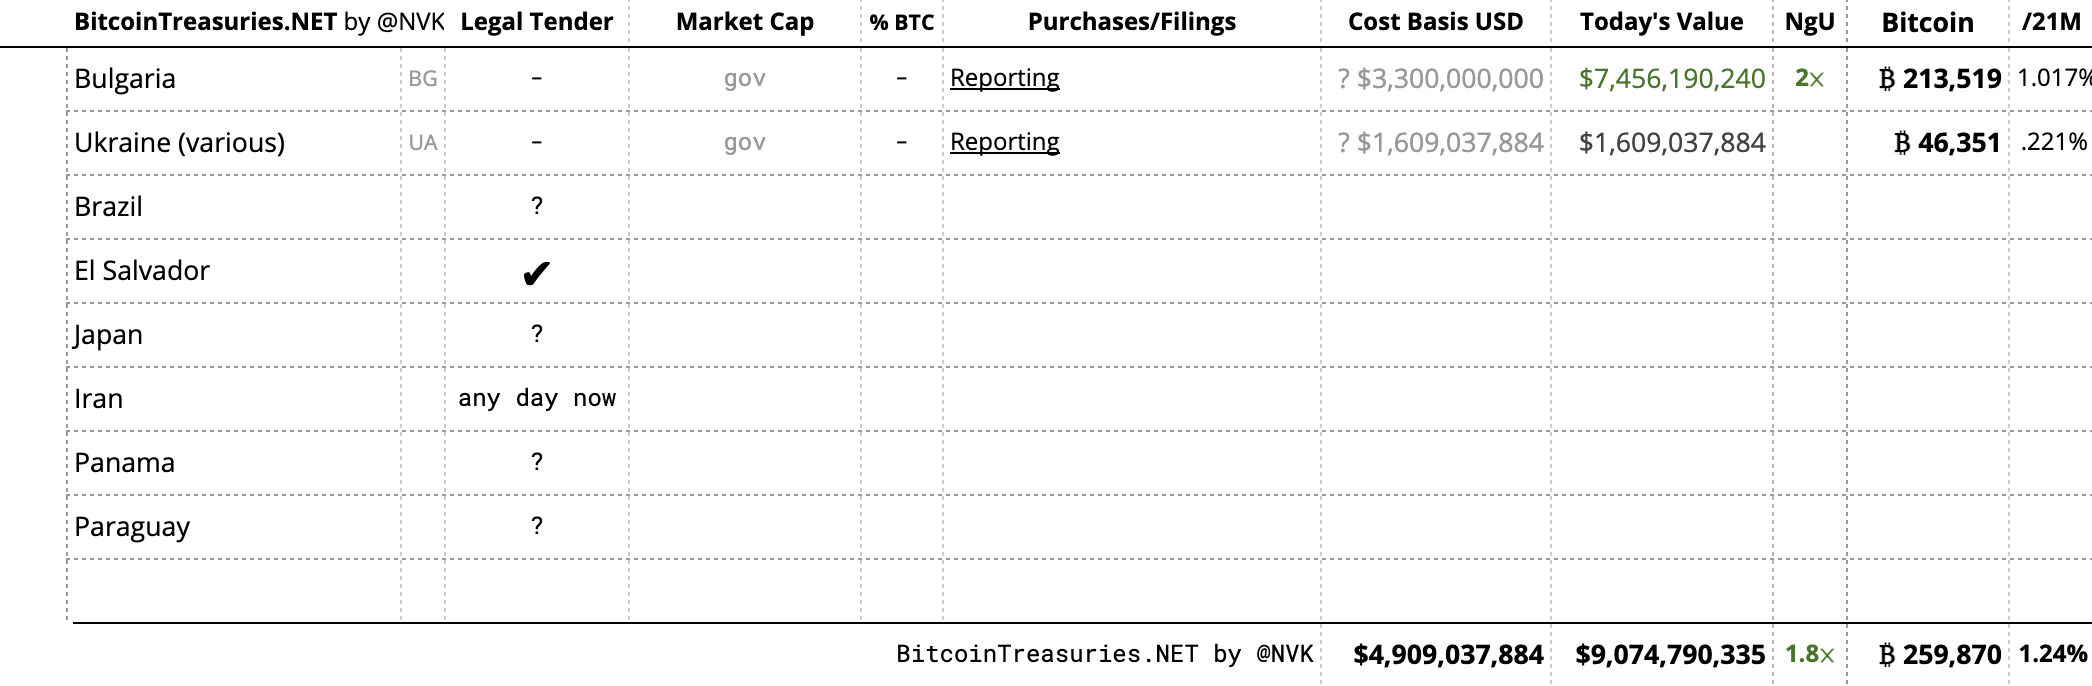 BitcoinTreasuries.NET by @NVK Legal Tender Market Cap % BTC Purchases/Filings Cost Basis USD Today's Value NgU Bitcoin /21M
Bulgaria BG - gov - Reporting ? $3,300,000,000 $7,456,190,240 2x ₿ 213,519 1.017%
Ukraine (various) UA - gov - Reporting ? $1,609,037,884 $1,609,037,884 ₿ 46,351 .221%
Brazil ?
El Salvador ✔
Japan ?
Iran any day now
Panama ?
Paraguay ?
BitcoinTreasuries.NET by @NVK $4,909,037,884 $9,074,790,335 1.8x ₿ 259,870 1.24%